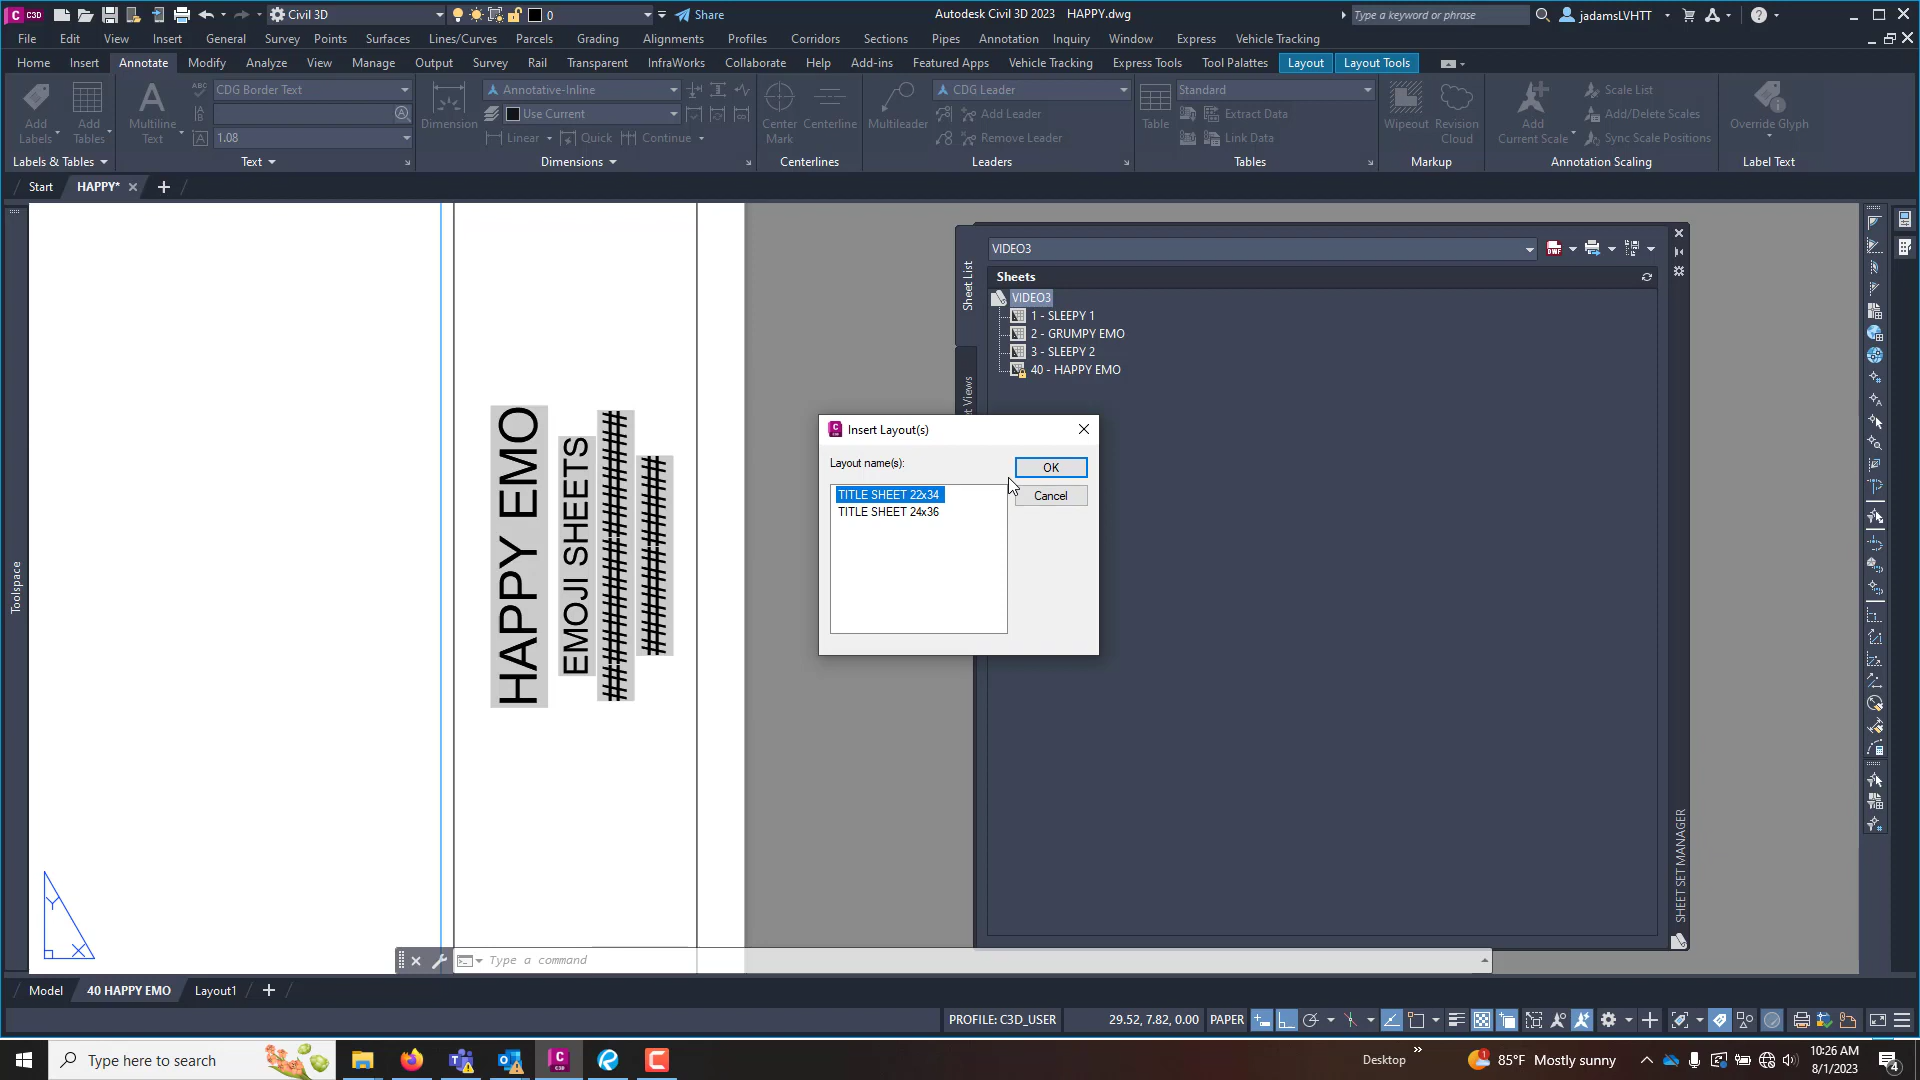 C3D
Civil 3D
0
Share
Autodesk Civil 3D 2023 HAPPY.dwg
Type a keyword or phrase
jadamsLVHTT
File Edit View Insert General Survey Points Surfaces Lines/Curves Parcels Grading Alignments Profiles Corridors Sections Pipes Annotation Inquiry Window Express Vehicle Tracking
Home Insert Annotate Modify Analyze View Manage Output Survey Rail Transparent InfraWorks Collaborate Help Add-ins Featured Apps Vehicle Tracking Express Tools Tool Palettes Layout Layout Tools
Add Labels
Add Tables
Labels & Tables
Multiline Text
ABC
CDG Border Text
1.08
Text
Dimension
Annotative-Inline
Use Current
Linear Quick Continue
Dimensions
Center Mark
Centerline
Centerlines
Multileader
CDG Leader
Add Leader
Remove Leader
Leaders
Table
Standard
Extract Data
Link Data
Tables
Wipeout
Revision Cloud
Markup
Add Current Scale
Scale List
Add/Delete Scales
Sync Scale Positions
Annotation Scaling
Override Glyph
Label Text
Start HAPPY*
Toolspace
HAPPY EMO
EMOJI SHEETS
##################
############
Y
X
Sheet List
VIDEO3
DWF
Sheets
VIDEO3
1 - SLEEPY 1
2 - GRUMPY EMO
3 - SLEEPY 2
40 - HAPPY EMO
SHEET SET MANAGER
Insert Layout(s)
Layout name(s):
OK
Cancel
TITLE SHEET 22x34
TITLE SHEET 24x36
Type a command
Model 40 HAPPY EMO Layout1
PROFILE: C3D_USER 29.52, 7.82, 0.00 PAPER
Type here to search
Desktop
85°F Mostly sunny
10:26 AM
8/1/2023
4